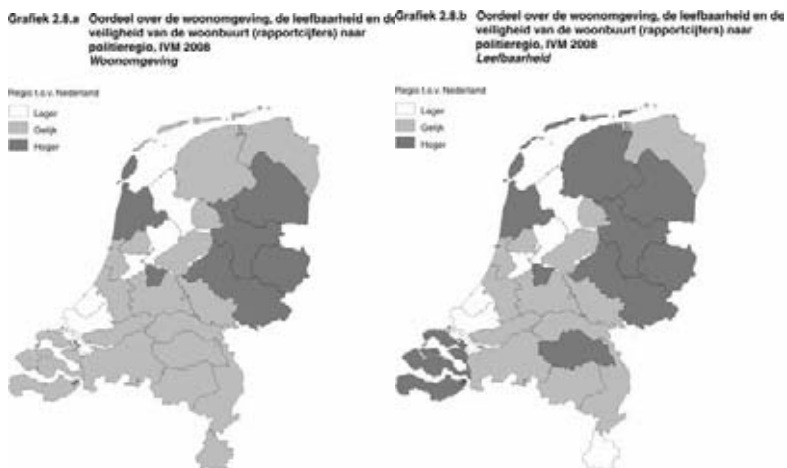 Grafiek 2.8.a Oordeel over de woonomgeving, de leefbaarheid en de
veiligheid van de woonbuurt (rapportcijfers) naar
politieregio, IVM 2008
Woonomgeving
Regio t.o.v. Nederland
Lager
Gelijk
Hoger
Grafiek 2.8.b Oordeel over de woonomgeving, de leefbaarheid en de
veiligheid van de woonbuurt (rapportcijfers) naar
politieregio, IVM 2008
Leefbaarheid
Regio t.o.v. Nederland
Lager
Gelijk
Hoger